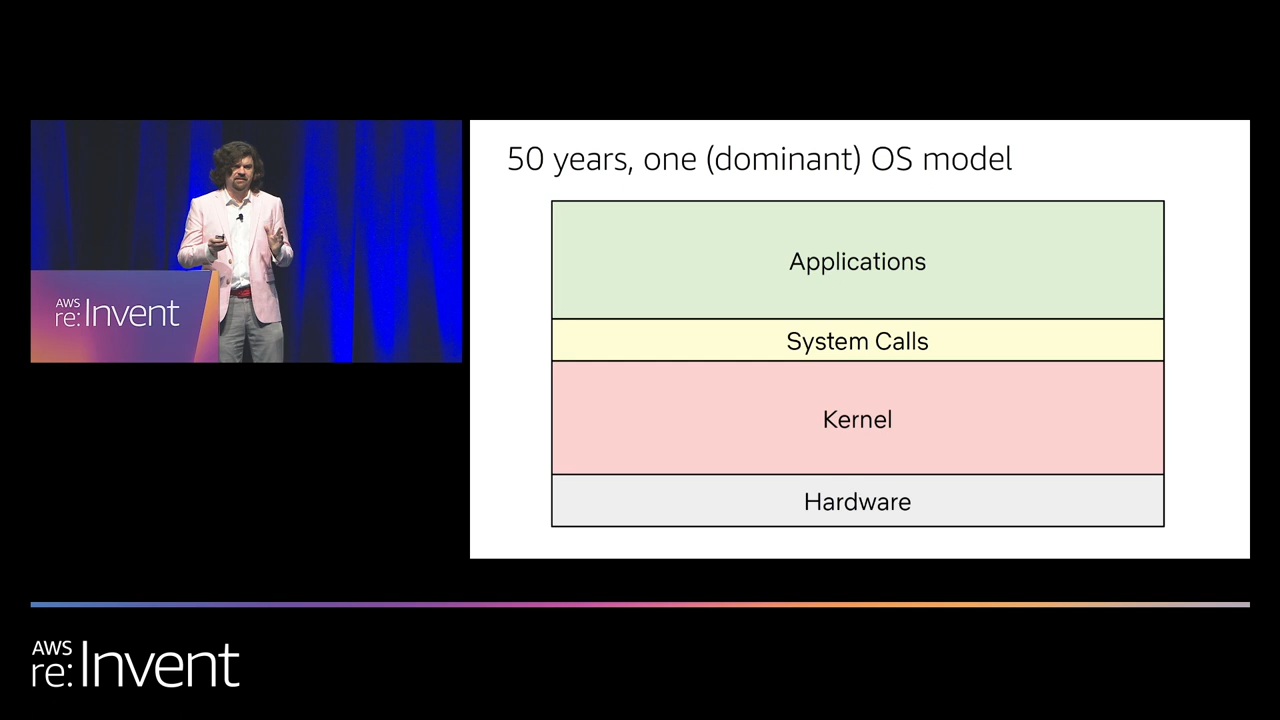 50 years, one (dominant) OS model
Applications
System Calls
Kernel
Hardware
AWS
re:Invent
AWS
re:Invent